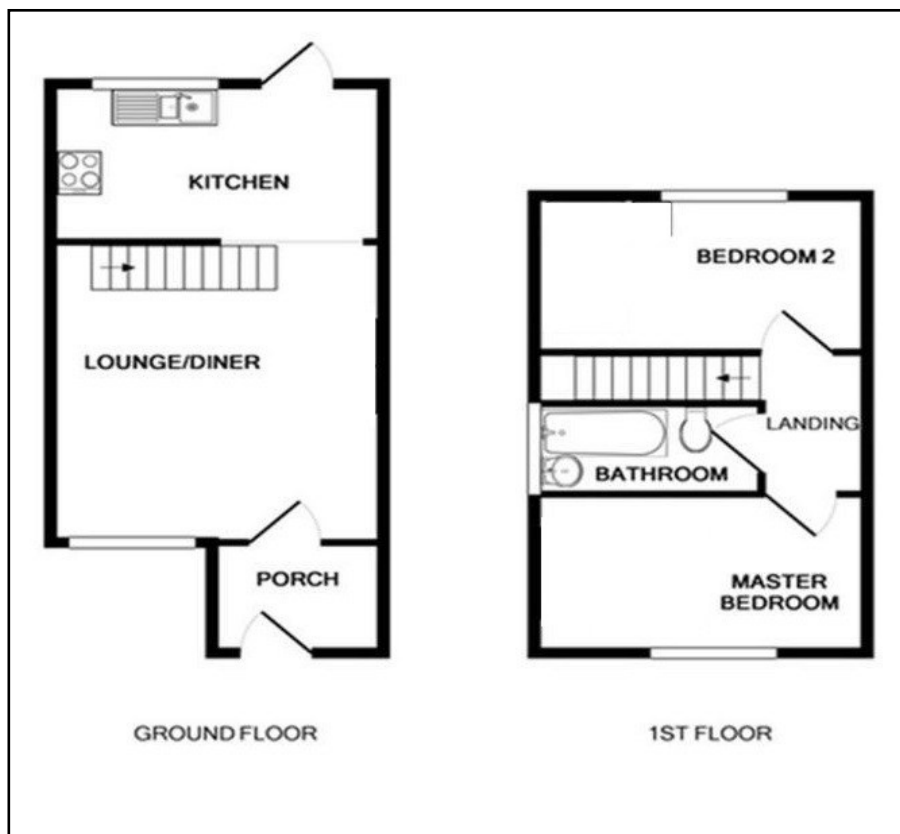 KITCHEN
LOUNGE/DINER
PORCH
GROUND FLOOR
BEDROOM 2
LANDING
BATHROOM
MASTER
BEDROOM
1ST FLOOR